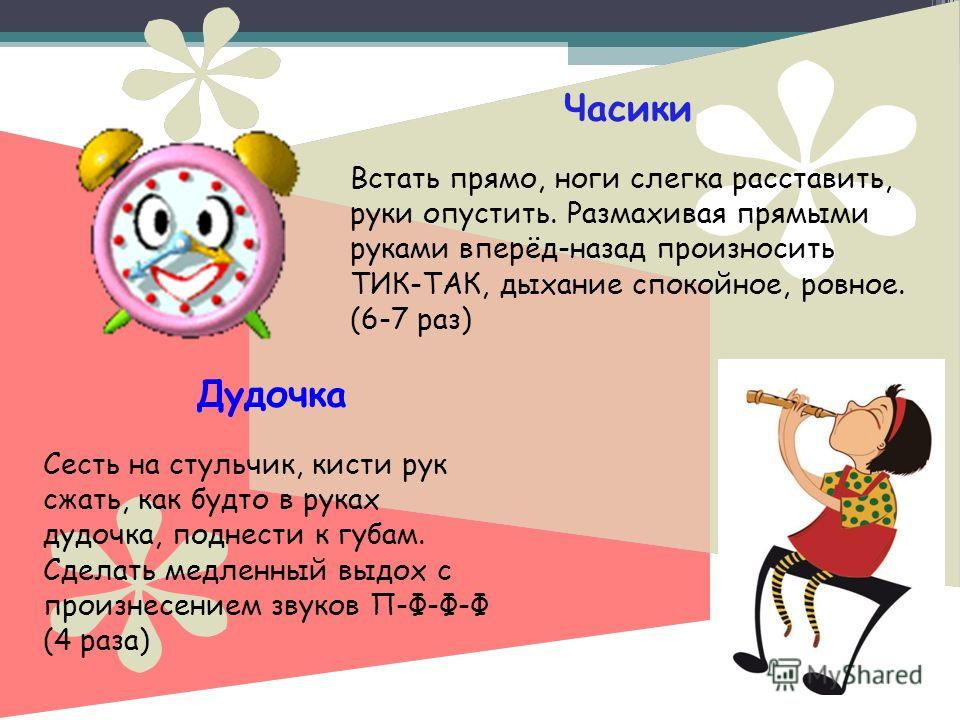 Часики
Встать прямо, ноги слегка расставить,
руки опустить. Размахивая прямыми
руками вперёд-назад произносить
ТИК-ТАК, дыхание спокойное, ровное.
(6-7 раз)
Дудочка
Сесть на стульчик, кисти рук
сжать, как будто в руках
дудочка, поднести к губам.
Сделать медленный выдох с
произнесением звуков П-Ф-Ф-Ф
(4 раза)
MyShared